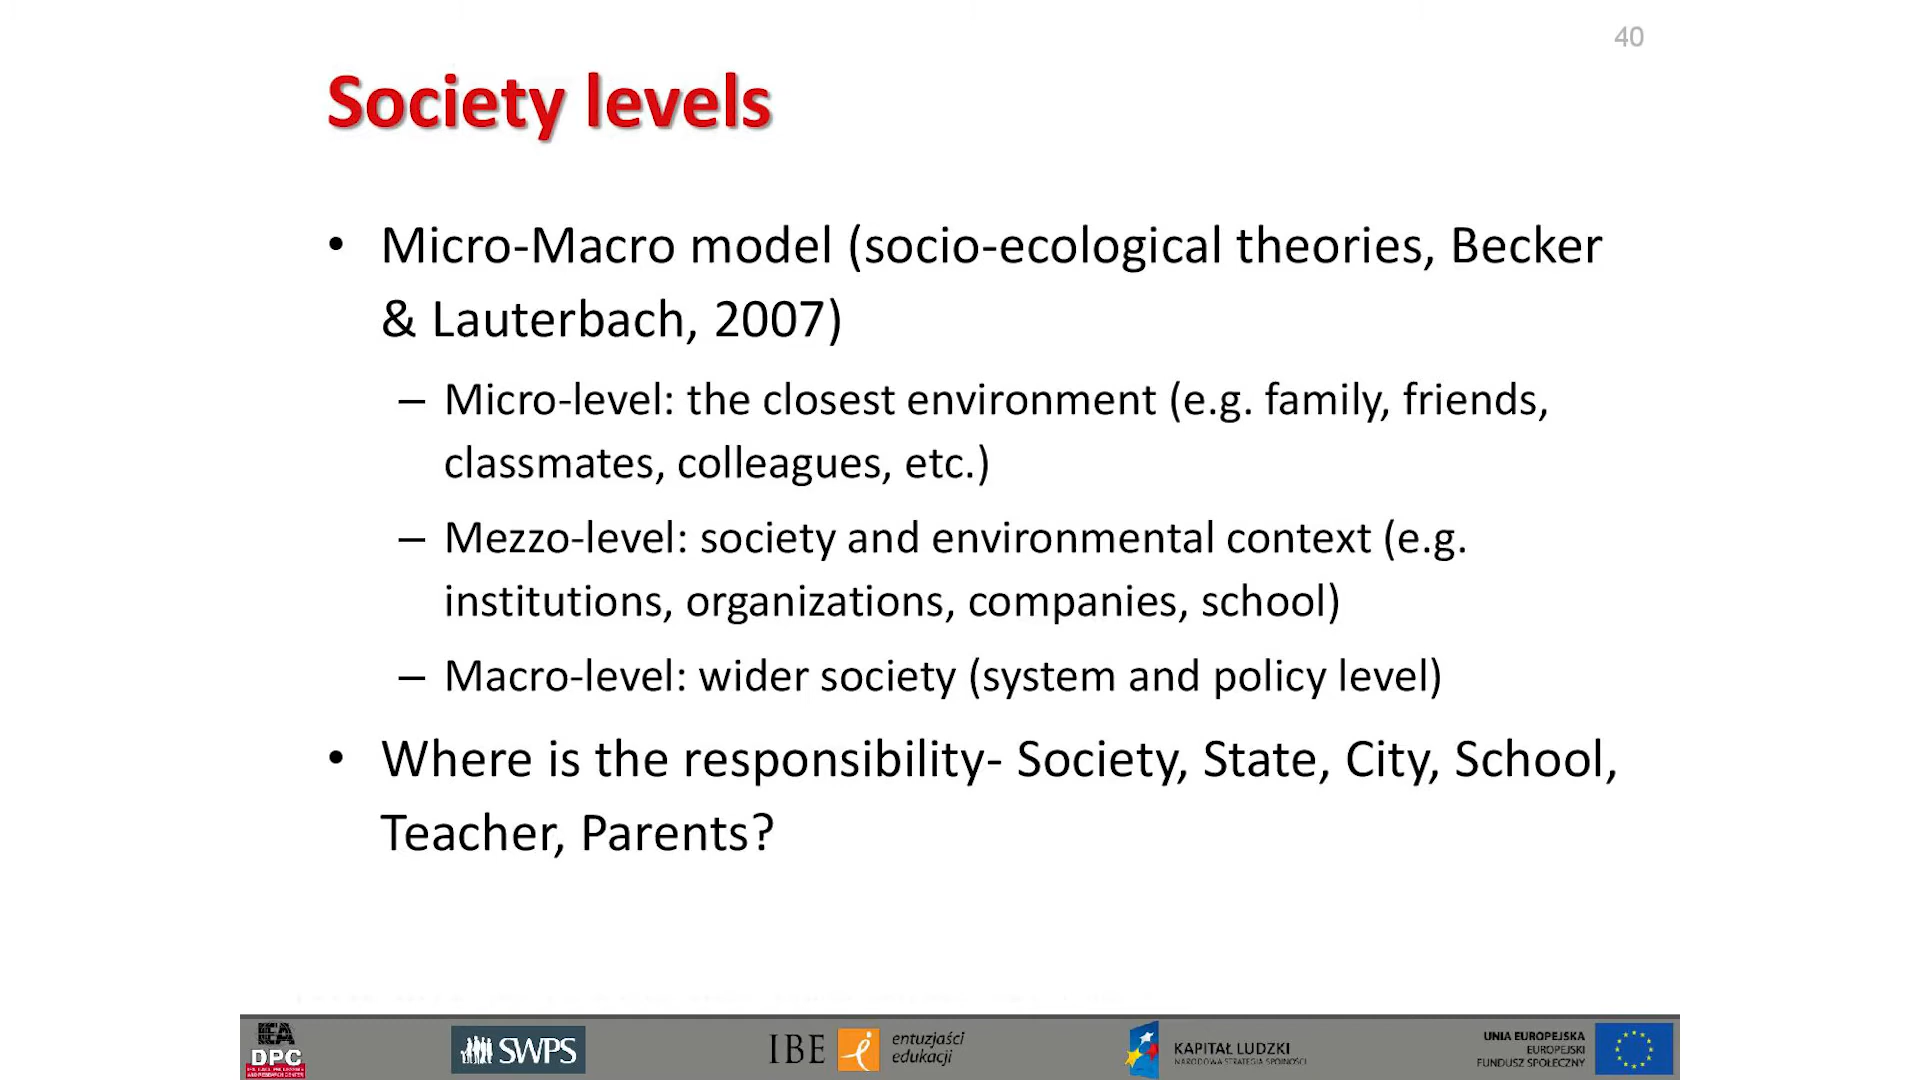 40
Society levels
• Micro-Macro model (socio-ecological theories, Becker
& Lauterbach, 2007)
– Micro-level: the closest environment (e.g. family, friends,
classmates, colleagues, etc.)
– Mezzo-level: society and environmental context (e.g.
institutions, organizations, companies, school)
– Macro-level: wider society (system and policy level)
• Where is the responsibility- Society, State, City, School,
Teacher, Parents?
IEA
DPC
SWPS
IBE entuzjaści
edukacji
KAPITAŁ LUDZKI
NARODOWA STRATEGIA SPÓJNOŚCI
UNIA EUROPEJSKA
EUROPEJSKI
FUNDUSZ SPOŁECZNY